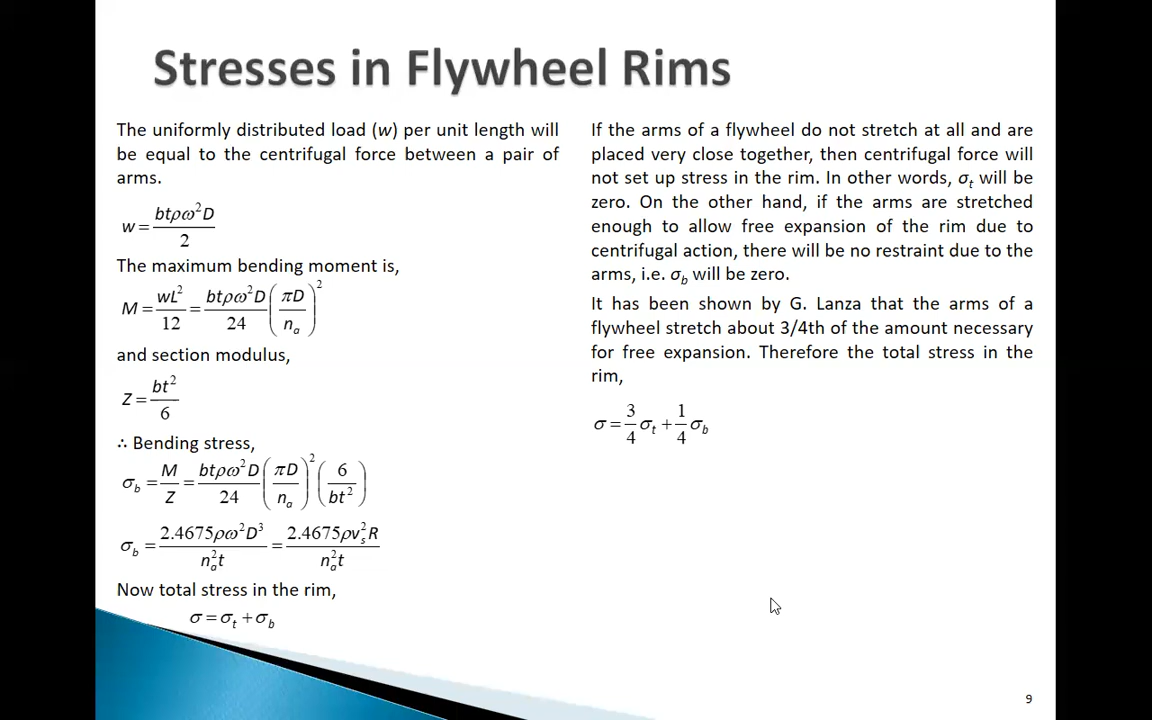 Stresses in Flywheel Rims
The uniformly distributed load (w) per unit length will
be equal to the centrifugal force between a pair of
arms.
w = btρω²D / 2
The maximum bending moment is,
M = wL² / 12 = btρω²D / 24 (πD / nₐ)²
and section modulus,
Z = bt² / 6
∴ Bending stress,
σ_b = M / Z = btρω²D / 24 (πD / nₐ)² (6 / bt²)
σ_b = 2.4675ρω²D³ / nₐ²t = 2.4675ρv_s²R / nₐ²t
Now total stress in the rim,
σ = σ_t + σ_b
If the arms of a flywheel do not stretch at all and are
placed very close together, then centrifugal force will
not set up stress in the rim. In other words, σ_t will be
zero. On the other hand, if the arms are stretched
enough to allow free expansion of the rim due to
centrifugal action, there will be no restraint due to the
arms, i.e. σ_b will be zero.
It has been shown by G. Lanza that the arms of a
flywheel stretch about 3/4th of the amount necessary
for free expansion. Therefore the total stress in the
rim,
σ = 3/4 σ_t + 1/4 σ_b
9